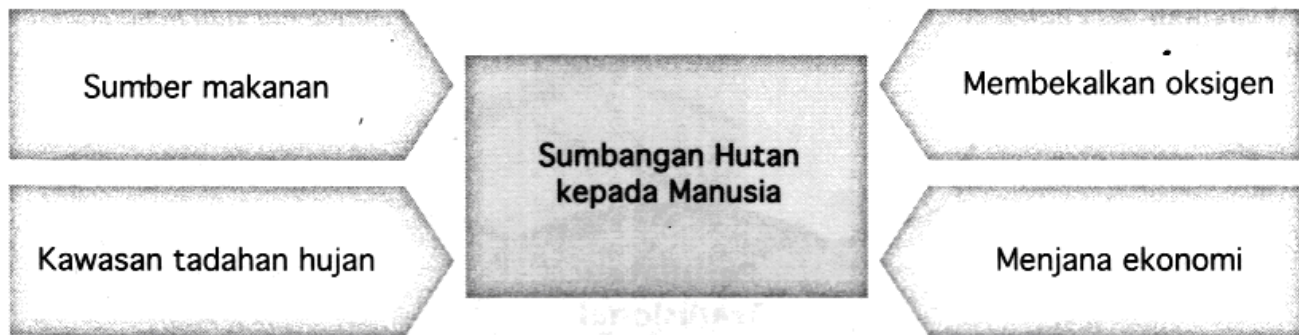 Sumber makanan
Membekalkan oksigen
Sumbangan Hutan
kepada Manusia
Kawasan tadahan hujan
Menjana ekonomi